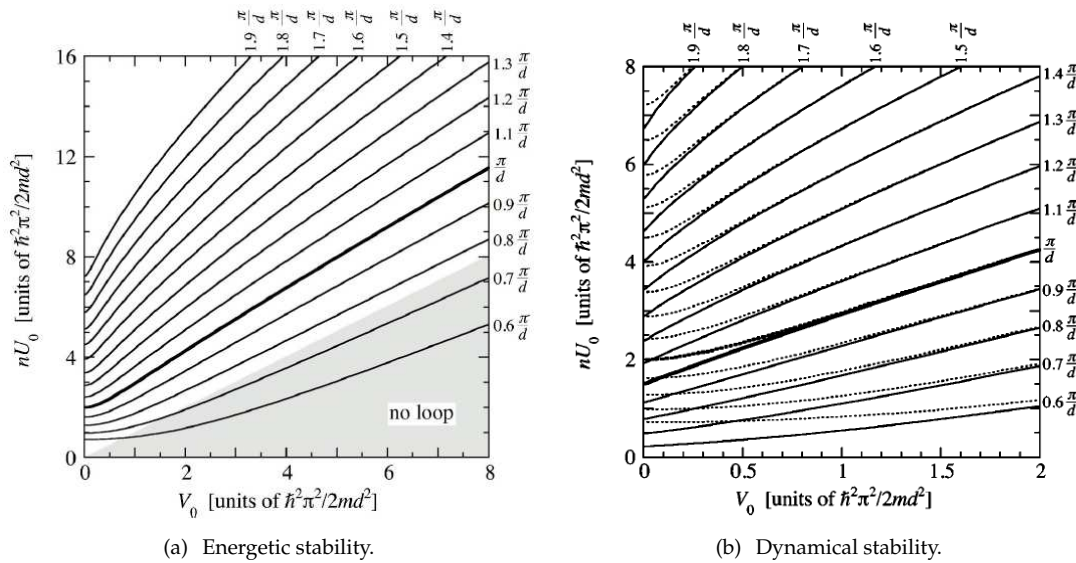 1.9 π/d 1.8 π/d 1.7 π/d 1.6 π/d 1.5 π/d 1.4 π/d
16
12
8
4
0
nU₀ [units of ℏ²π²/2md²]
1.3 π/d
1.2 π/d
1.1 π/d
π/d
0.9 π/d
0.8 π/d
0.7 π/d
0.6 π/d
no loop
0 2 4 6 8
V₀ [units of ℏ²π²/2md²]
(a) Energetic stability.
1.9 π/d 1.8 π/d 1.7 π/d 1.6 π/d 1.5 π/d
8
6
4
2
0
nU₀ [units of ℏ²π²/2md²]
1.4 π/d
1.3 π/d
1.2 π/d
1.1 π/d
π/d
0.9 π/d
0.8 π/d
0.7 π/d
0.6 π/d
0 0.5 1 1.5 2
V₀ [units of ℏ²π²/2md²]
(b) Dynamical stability.